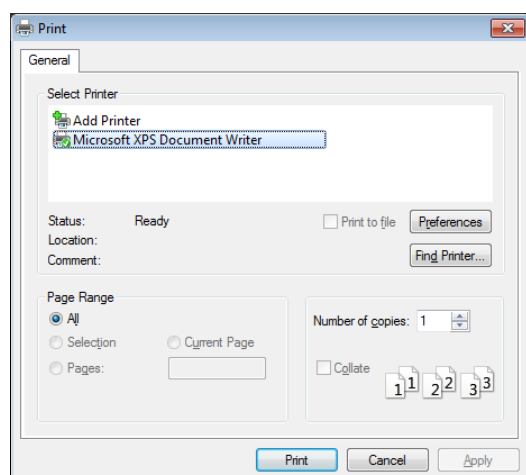 Print
General
Select Printer
Add Printer
Microsoft XPS Document Writer
Status: Ready
Location:
Comment:
Print to file
Preferences
Find Printer...
Page Range
All
Selection
Current Page
Pages:
Number of copies: 1
Collate
1 1 2 2 3 3
Print
Cancel
Apply